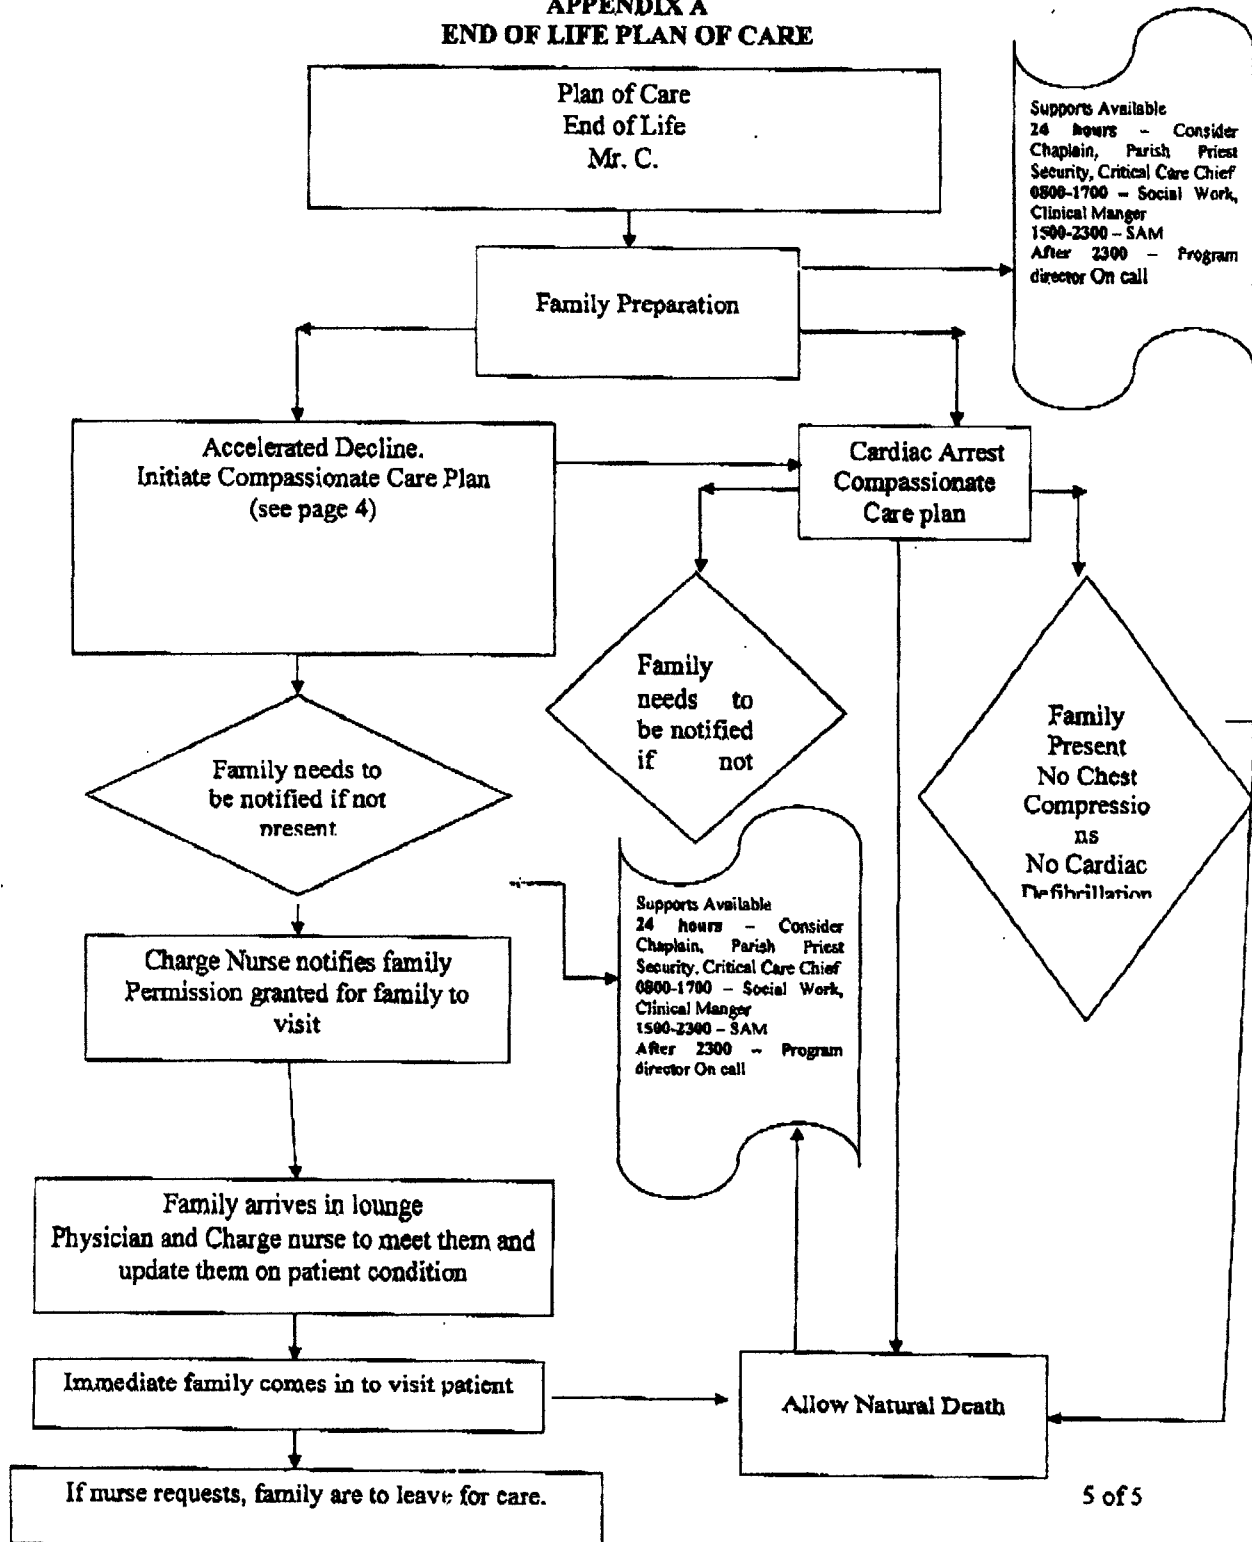 APPENDIX A
END OF LIFE PLAN OF CARE
Plan of Care
End of Life
Mr. C.
Supports Available
24 hours – Consider
Chaplain, Parish Priest
Security, Critical Care Chief
0800-1700 – Social Work,
Clinical Manger
1500-2300 – SAM
After 2300 – Program
director On call
Family Preparation
Accelerated Decline.
Initiate Compassionate Care Plan
(see page 4)
Cardiac Arrest
Compassionate
Care plan
Family
needs to
be notified
if not
Family
Present
No Chest
Compressio
ns
No Cardiac
Defibrillation
Family needs to
be notified if not
present
Supports Available
24 hours – Consider
Chaplain, Parish Priest
Security, Critical Care Chief
0800-1700 – Social Work,
Clinical Manger
1500-2300 – SAM
After 2300 – Program
director On call
Charge Nurse notifies family
Permission granted for family to
visit
Family arrives in lounge
Physician and Charge nurse to meet them and
update them on patient condition
Immediate family comes in to visit patient
Allow Natural Death
If nurse requests, family are to leave for care.
5 of 5